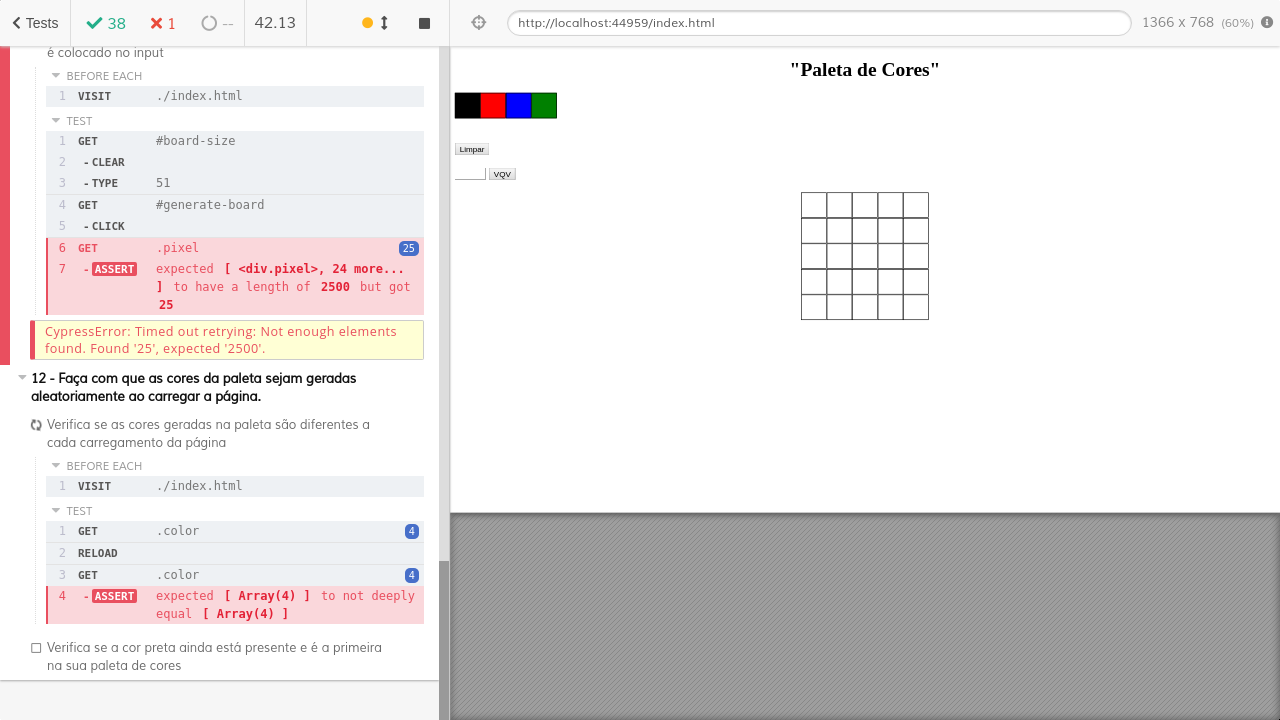 Tests
38
1
--
42.13
http://localhost:44959/index.html
1366 x 768 (60%)
é colocado no input
BEFORE EACH
1 VISIT ./index.html
TEST
1 GET #board-size
2 - CLEAR
3 - TYPE 51
4 GET #generate-board
5 - CLICK
6 GET .pixel 25
7 - ASSERT expected [ <div.pixel>, 24 more...
] to have a length of 2500 but got
25
CypressError: Timed out retrying: Not enough elements
found. Found '25', expected '2500'.
12 - Faça com que as cores da paleta sejam geradas
aleatoriamente ao carregar a página.
Verifica se as cores geradas na paleta são diferentes a
cada carregamento da página
BEFORE EACH
1 VISIT ./index.html
TEST
1 GET .color 4
2 RELOAD
3 GET .color 4
4 - ASSERT expected [ Array(4) ] to not deeply
equal [ Array(4) ]
Verifica se a cor preta ainda está presente e é a primeira
na sua paleta de cores
"Paleta de Cores"
Limpar
VQV